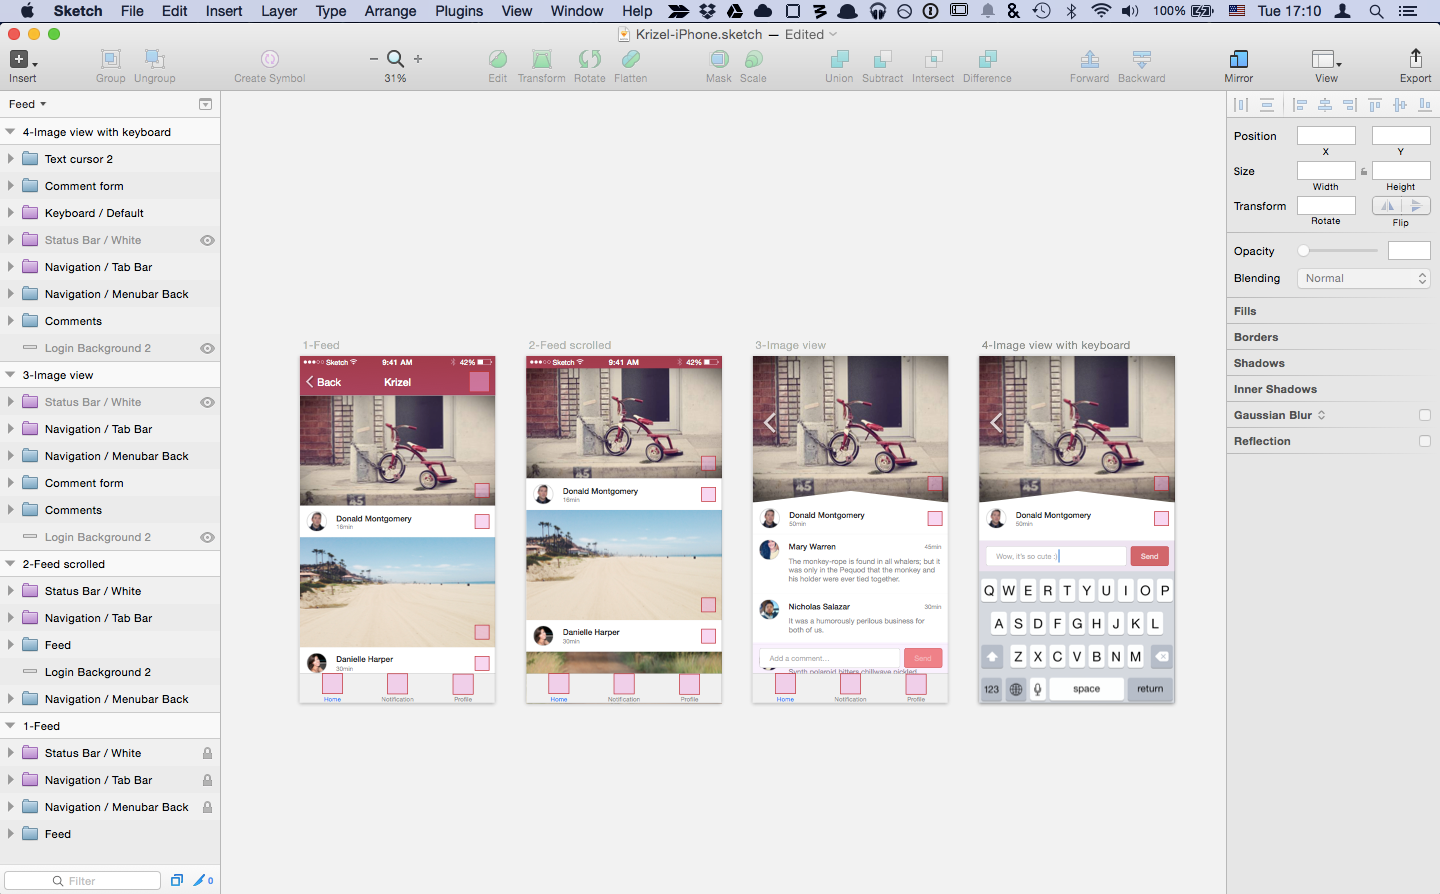 Sketch File Edit Insert Layer Type Arrange Plugins View Window Help 100% Tue 17:10
Krizel-iPhone.sketch — Edited
Insert Group Ungroup Create Symbol 31% Edit Transform Rotate Flatten Mask Scale Union Subtract Intersect Difference Forward Backward Mirror View Export
Feed
4-Image view with keyboard
Text cursor 2
Comment form
Keyboard / Default
Status Bar / White
Navigation / Tab Bar
Navigation / Menubar Back
Comments
Login Background 2
3-Image view
Status Bar / White
Navigation / Tab Bar
Navigation / Menubar Back
Comment form
Comments
Login Background 2
2-Feed scrolled
Status Bar / White
Navigation / Tab Bar
Feed
Login Background 2
Navigation / Menubar Back
1-Feed
Status Bar / White
Navigation / Tab Bar
Navigation / Menubar Back
Feed
Filter
0
1-Feed
Sketch 9:41 AM 42%
Back Krizel
45
Donald Montgomery
16min
Danielle Harper
30min
Home Notification Profile
2-Feed scrolled
Sketch 9:41 AM 42%
45
Donald Montgomery
16min
Danielle Harper
30min
Home Notification Profile
3-Image view
45
Donald Montgomery
50min
Mary Warren 45min
The monkey-rope is found in all whalers; but it
was only in the Pequod that the monkey and
his holder were ever tied together.
Nicholas Salazar 30min
It was a humorously perilous business for
both of us.
Add a comment... Send
Synth polaroid bitters chillwave pickled
Home Notification Profile
4-Image view with keyboard
45
Donald Montgomery
50min
Wow, it's so cute :) Send
Q W E R T Y U I O P
A S D F G H J K L
Z X C V B N M
123 space return
Position
X Y
Size
Width Height
Transform
Rotate Flip
Opacity
Blending Normal
Fills
Borders
Shadows
Inner Shadows
Gaussian Blur
Reflection